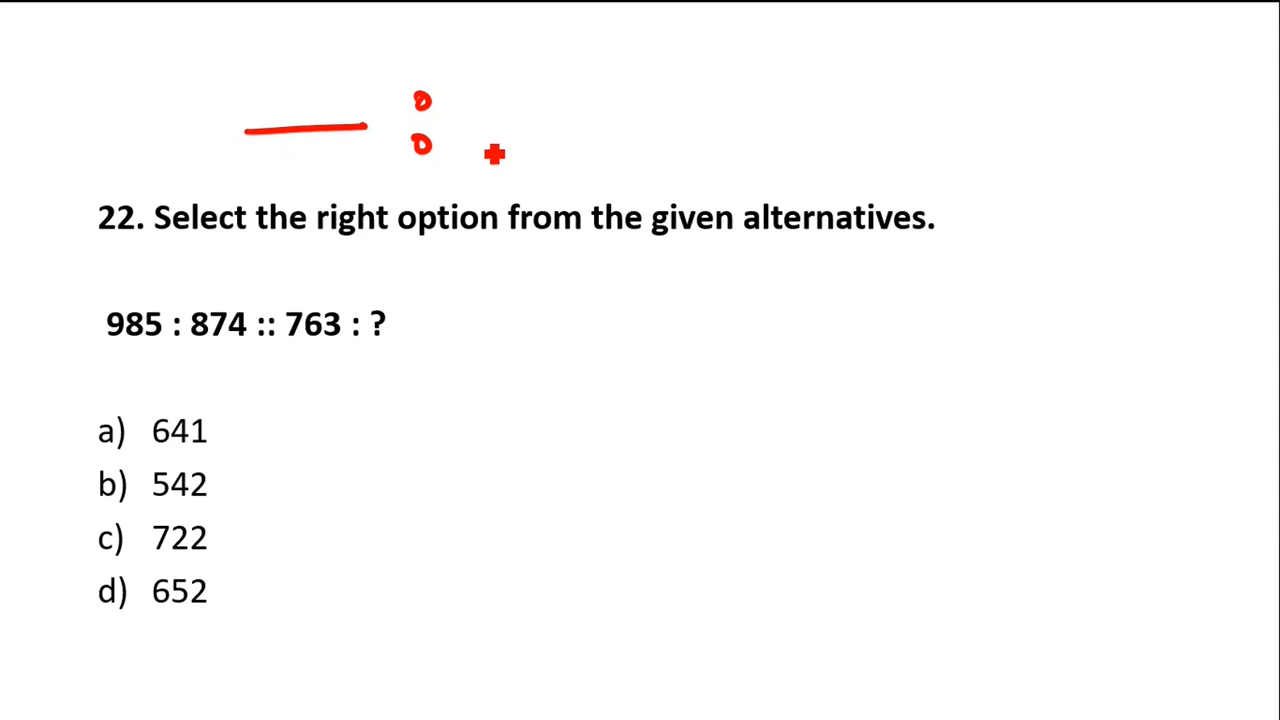 22. Select the right option from the given alternatives.
985 : 874 :: 763 : ?
a) 641
b) 542
c) 722
d) 652